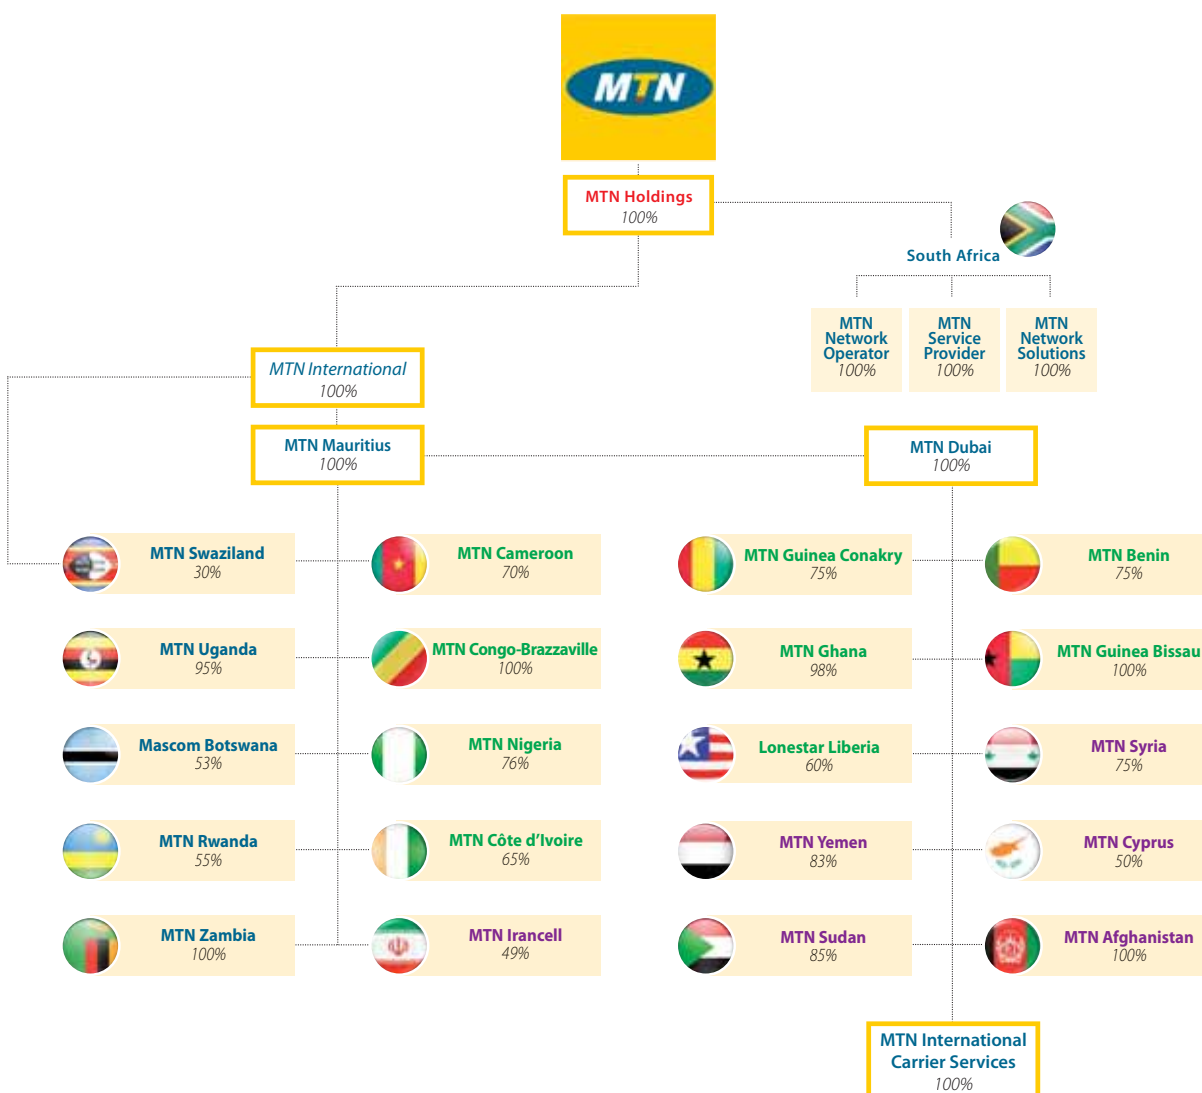 MTN
MTN Holdings
100%
South Africa
MTN
Network
Operator
100%
MTN
Service
Provider
100%
MTN
Network
Solutions
100%
MTN International
100%
MTN Mauritius
100%
MTN Dubai
100%
MTN Swaziland
30%
MTN Cameroon
70%
MTN Guinea Conakry
75%
MTN Benin
75%
MTN Uganda
95%
MTN Congo-Brazzaville
100%
MTN Ghana
98%
MTN Guinea Bissau
100%
Mascom Botswana
53%
MTN Nigeria
76%
Lonestar Liberia
60%
MTN Syria
75%
MTN Rwanda
55%
MTN Côte d’Ivoire
65%
MTN Yemen
83%
MTN Cyprus
50%
MTN Zambia
100%
MTN Irancell
49%
MTN Sudan
85%
MTN Afghanistan
100%
MTN International
Carrier Services
100%